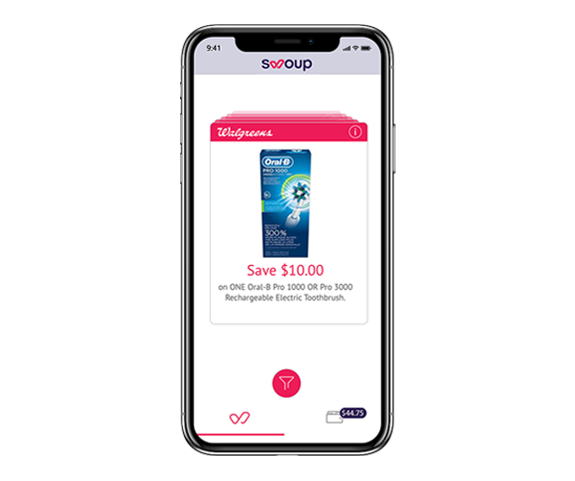 9:41
swoup
Walgreens
i
Oral-B
PRO 1000
300%
Save $10.00
on ONE Oral-B Pro 1000 OR Pro 3000
Rechargeable Electric Toothbrush.
$44.75